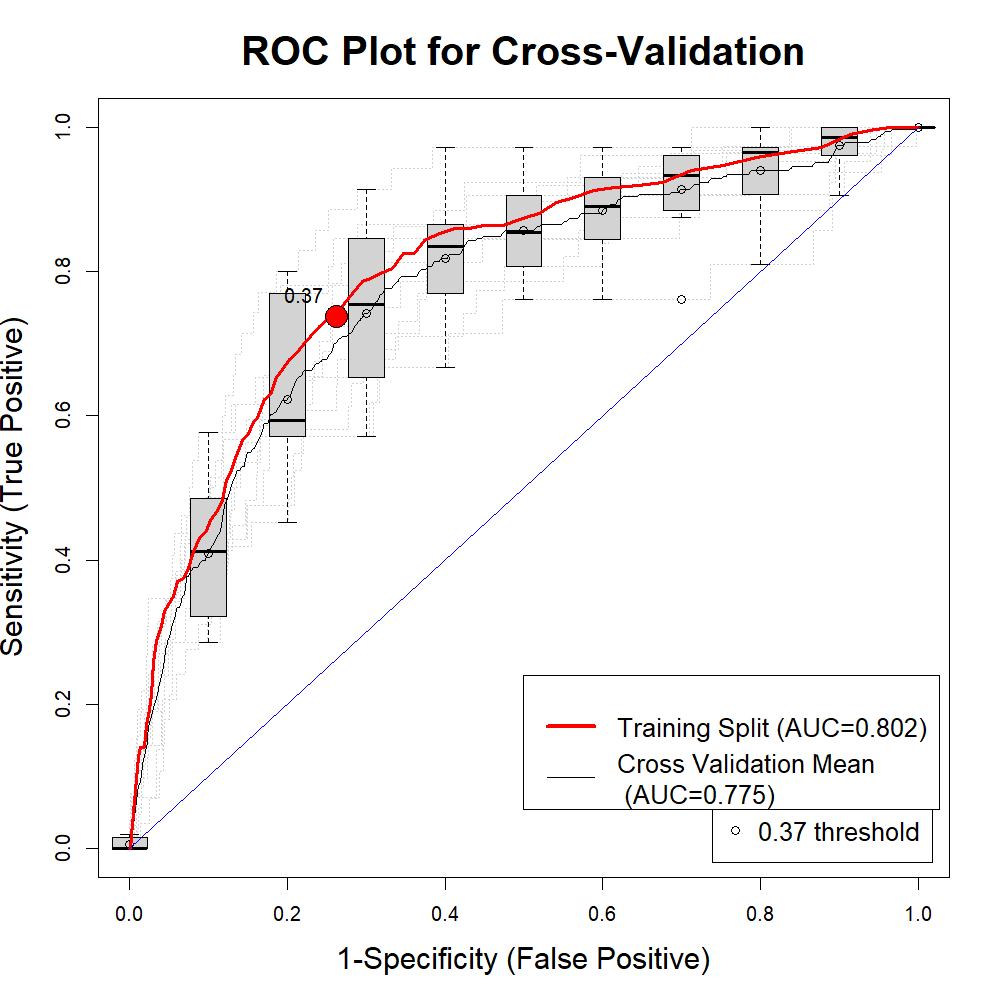 ROC Plot for Cross-Validation
Sensitivity (True Positive)
1.0
0.8
0.6
0.4
0.2
0.0
0.37
Training Split (AUC=0.802)
Cross Validation Mean
(AUC=0.775)
0.37 threshold
0.0 0.2 0.4 0.6 0.8 1.0
1-Specificity (False Positive)